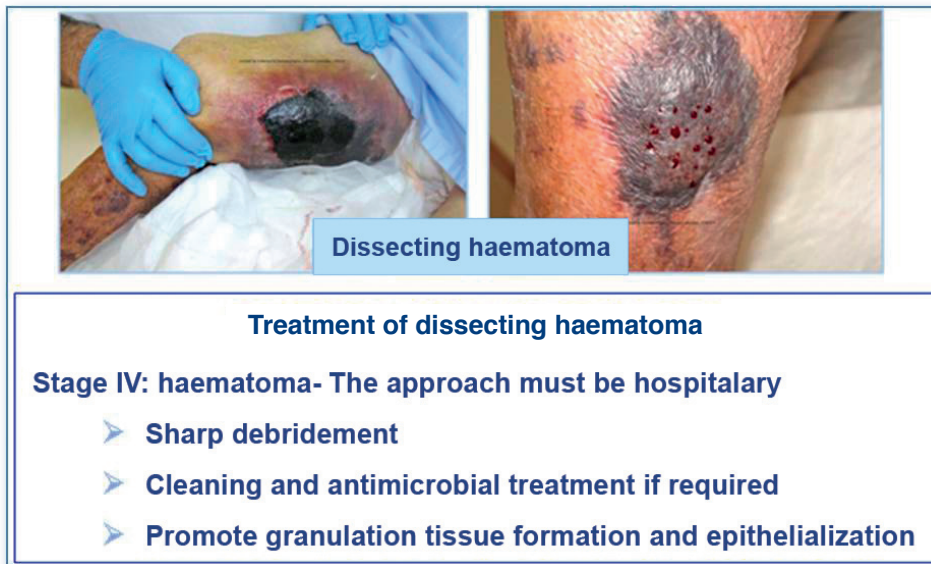 Dissecting haematoma
Treatment of dissecting haematoma
Stage IV: haematoma- The approach must be hospitalary
Sharp debridement
Cleaning and antimicrobial treatment if required
Promote granulation tissue formation and epithelialization